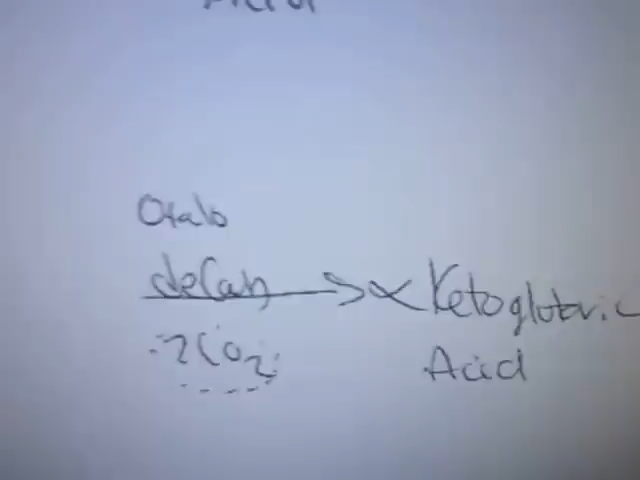 Oxalo
decarb
α Ketoglutaric
-2CO2
Acid